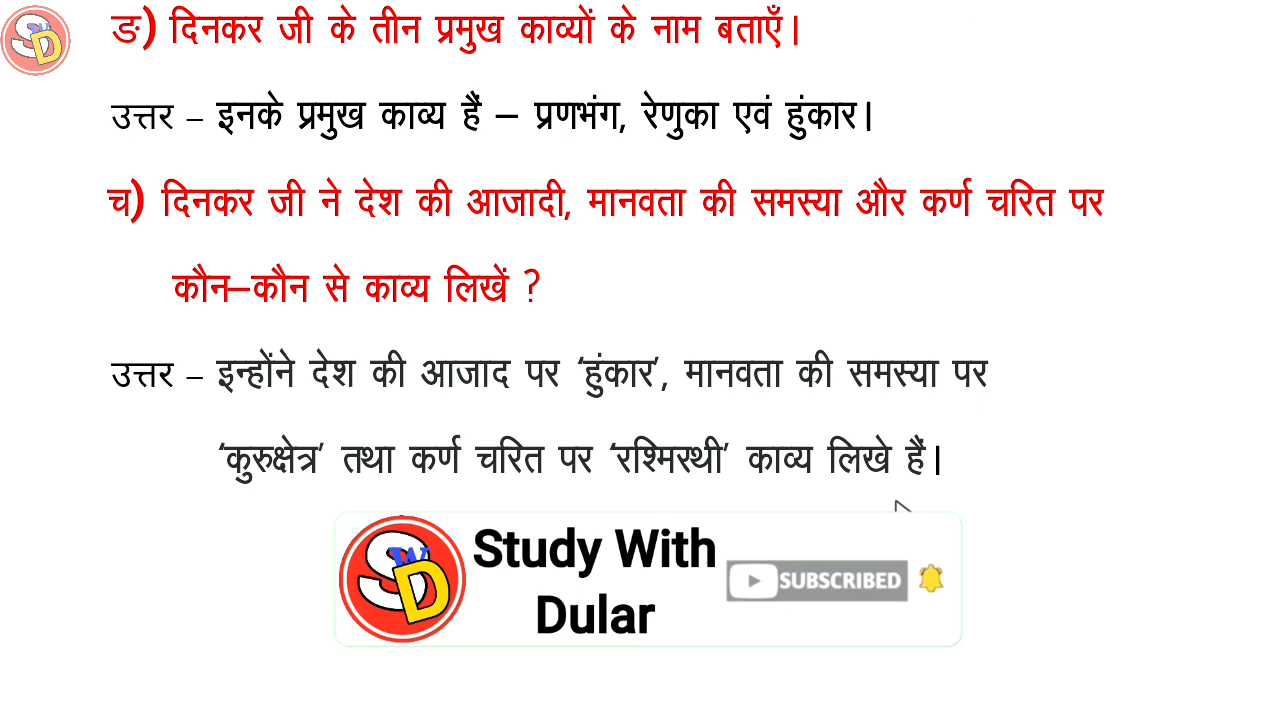 ङ) दिनकर जी के तीन प्रमुख काव्यों के नाम बताएँ।
उत्तर – इनके प्रमुख काव्य हैं – प्रणभंग, रेणुका एवं हुंकार।
च) दिनकर जी ने देश की आजादी, मानवता की समस्या और कर्ण चरित पर
कौन–कौन से काव्य लिखें ?
उत्तर – इन्होंने देश की आजाद पर ‘हुंकार’, मानवता की समस्या पर
‘कुरुक्षेत्र’ तथा कर्ण चरित पर ‘रश्मिरथी’ काव्य लिखे हैं।
SWD
Study With
Dular
SUBSCRIBED